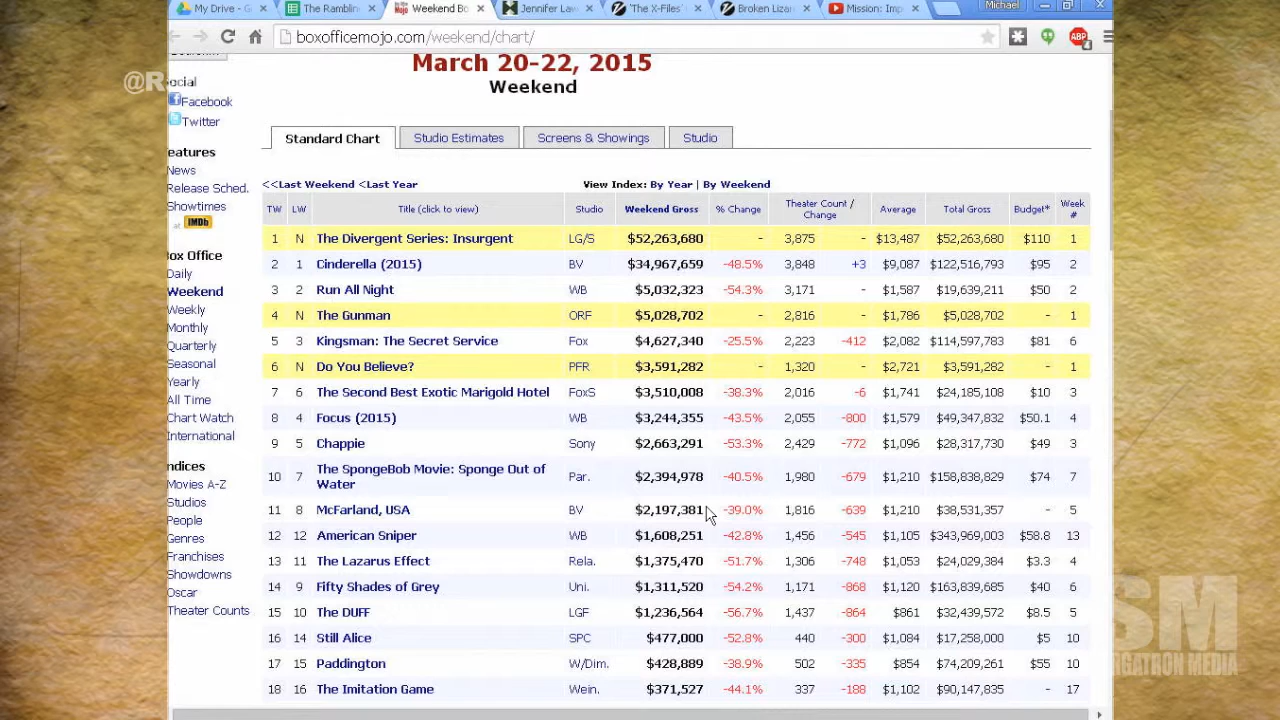 My Drive - G
The Ramblin
Weekend Bo
Jennifer Law
'The X-Files'
Broken Lizar
Mission: Imp
Michael
boxofficemojo.com/weekend/chart/
ABP
4
March 20-22, 2015
Weekend
@R
ocial
Facebook
Twitter
eatures
News
Release Sched.
Showtimes
at IMDb
ox Office
Daily
Weekend
Weekly
Monthly
Quarterly
Seasonal
Yearly
All Time
Chart Watch
International
ndices
Movies A-Z
Studios
People
Genres
Franchises
Showdowns
Oscar
Theater Counts
Standard Chart Studio Estimates Screens & Showings Studio
<<Last Weekend <Last Year View Index: By Year | By Weekend
TW LW Title (click to view) Studio Weekend Gross % Change Theater Count / Change Average Total Gross Budget* Week #
1 N The Divergent Series: Insurgent LG/S $52,263,680 - 3,875 - $13,487 $52,263,680 $110 1
2 1 Cinderella (2015) BV $34,967,659 -48.5% 3,848 +3 $9,087 $122,516,793 $95 2
3 2 Run All Night WB $5,032,323 -54.3% 3,171 - $1,587 $19,639,211 $50 2
4 N The Gunman ORF $5,028,702 - 2,816 - $1,786 $5,028,702 - 1
5 3 Kingsman: The Secret Service Fox $4,627,340 -25.5% 2,223 -412 $2,082 $114,597,783 $81 6
6 N Do You Believe? PFR $3,591,282 - 1,320 - $2,721 $3,591,282 - 1
7 6 The Second Best Exotic Marigold Hotel FoxS $3,510,008 -38.3% 2,016 -6 $1,741 $24,185,108 $10 3
8 4 Focus (2015) WB $3,244,355 -43.5% 2,055 -800 $1,579 $49,347,832 $50.1 4
9 5 Chappie Sony $2,663,291 -53.3% 2,429 -772 $1,096 $28,317,730 $49 3
10 7 The SpongeBob Movie: Sponge Out of Water Par. $2,394,978 -40.5% 1,980 -679 $1,210 $158,838,829 $74 7
11 8 McFarland, USA BV $2,197,381 -39.0% 1,816 -639 $1,210 $38,531,357 - 5
12 12 American Sniper WB $1,608,251 -42.8% 1,456 -545 $1,105 $343,969,003 $58.8 13
13 11 The Lazarus Effect Rela. $1,375,470 -51.7% 1,306 -748 $1,053 $24,029,384 $3.3 4
14 9 Fifty Shades of Grey Uni. $1,311,520 -54.2% 1,171 -868 $1,120 $163,839,685 $40 6
15 10 The DUFF LGF $1,236,564 -56.7% 1,437 -864 $861 $32,439,572 $8.5 5
16 14 Still Alice SPC $477,000 -52.8% 440 -300 $1,084 $17,258,000 $5 10
17 15 Paddington W/Dim. $428,889 -38.9% 502 -335 $854 $74,209,261 $55 10
18 16 The Imitation Game Wein. $371,527 -44.1% 337 -188 $1,102 $90,147,835 - 17
SM
RGATRON MEDIA